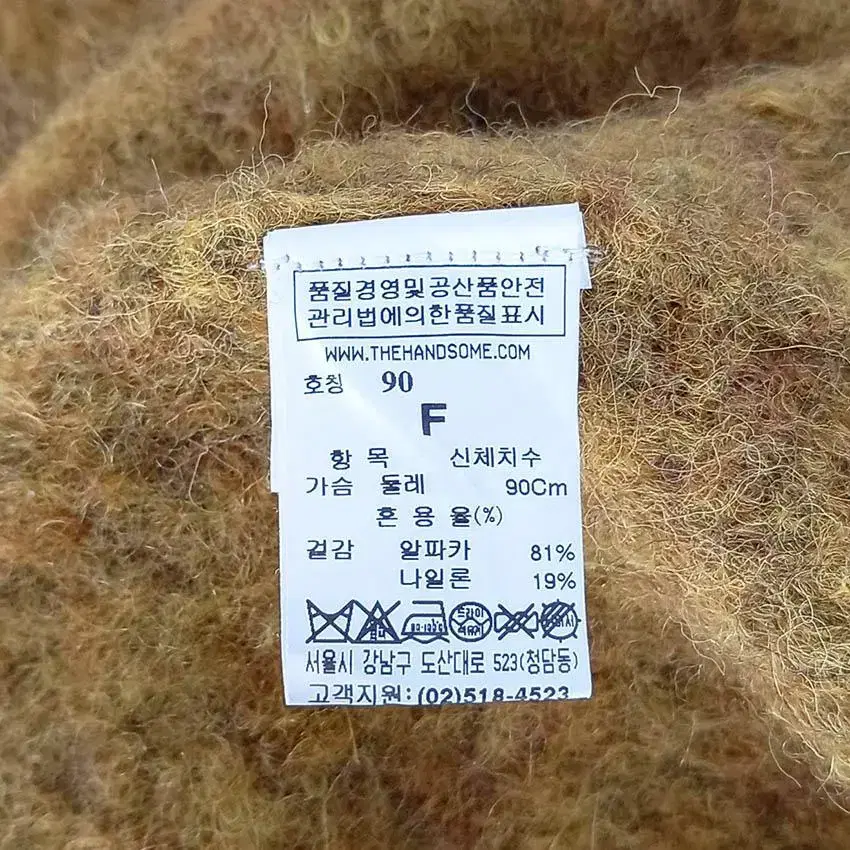 품질경영및공산품안전
관리법에의한품질표시
WWW.THEHANDSOME.COM
호칭 90
F
항 목 신체치수
가슴 둘레 90Cm
혼 용 율(%)
겉감 알파카 81%
나일론 19%
드라이
서울시 강남구 도산대로 523(청담동)
고객지원: (02)518-4523